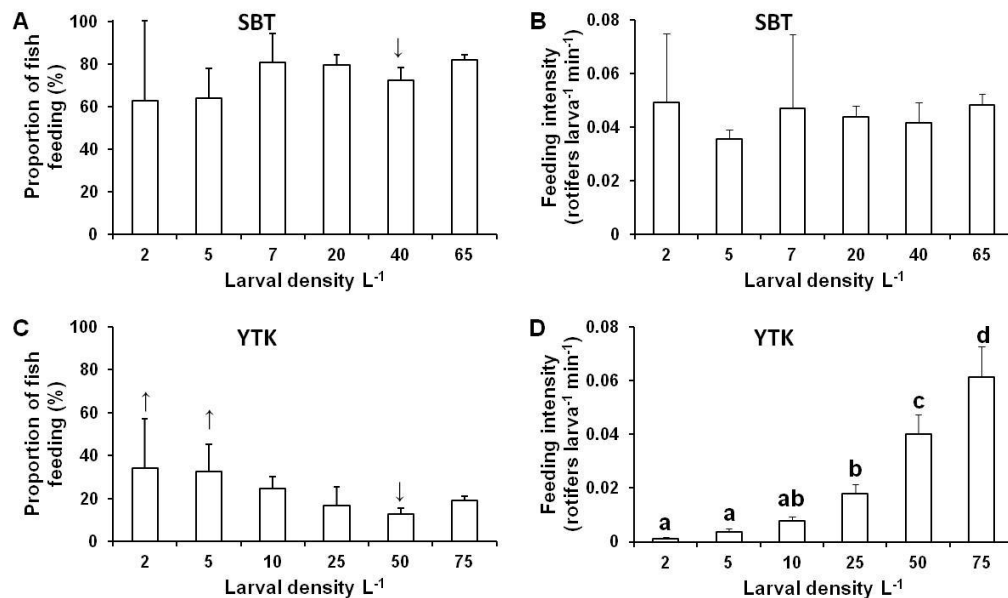 A
SBT
Proportion of fish
feeding (%)
100
80
60
40
20
0
↓
2 5 7 20 40 65
Larval density L⁻¹
B
SBT
Feeding intensity
(rotifers larva⁻¹ min⁻¹)
0.08
0.06
0.04
0.02
0
2 5 7 20 40 65
Larval density L⁻¹
C
YTK
Proportion of fish
feeding (%)
100
80
60
40
20
0
↑ ↑ ↓
2 5 10 25 50 75
Larval density L⁻¹
D
YTK
Feeding intensity
(rotifers larva⁻¹ min⁻¹)
0.08
0.06
0.04
0.02
0
a a ab b c d
2 5 10 25 50 75
Larval density L⁻¹